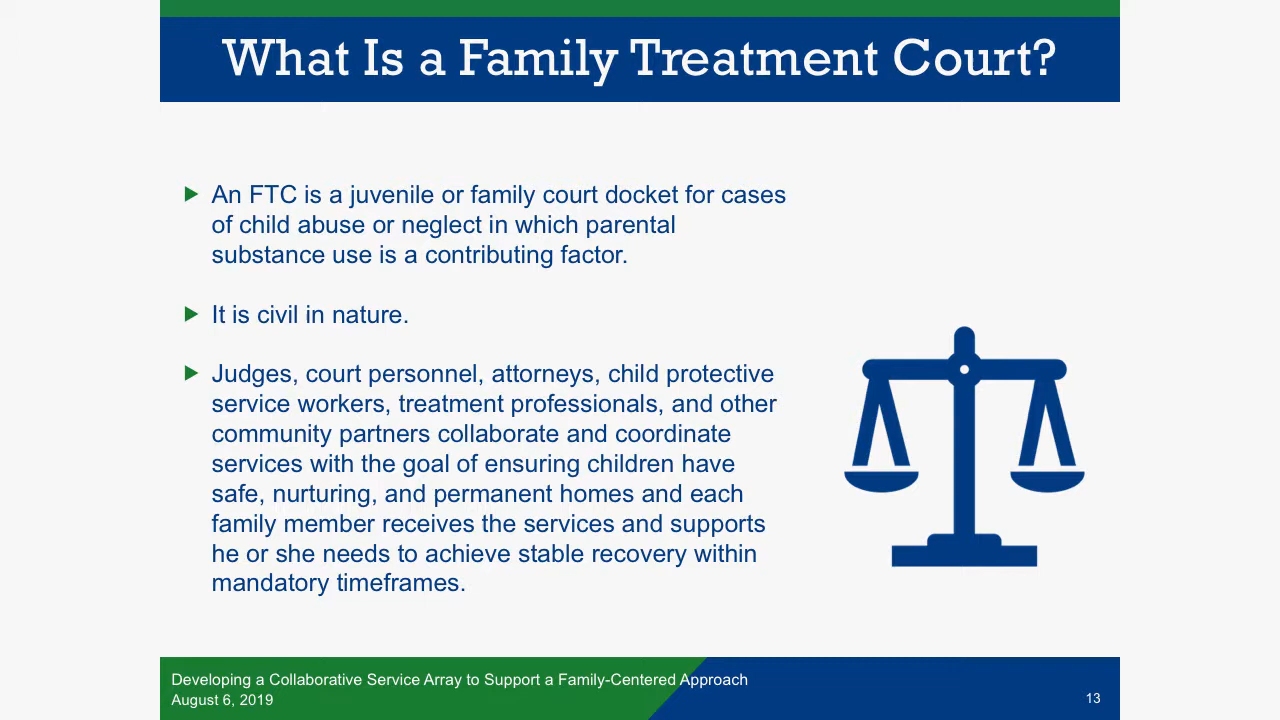 What Is a Family Treatment Court?
An FTC is a juvenile or family court docket for cases
of child abuse or neglect in which parental
substance use is a contributing factor.
It is civil in nature.
Judges, court personnel, attorneys, child protective
service workers, treatment professionals, and other
community partners collaborate and coordinate
services with the goal of ensuring children have
safe, nurturing, and permanent homes and each
family member receives the services and supports
he or she needs to achieve stable recovery within
mandatory timeframes.
Developing a Collaborative Service Array to Support a Family-Centered Approach
August 6, 2019
13